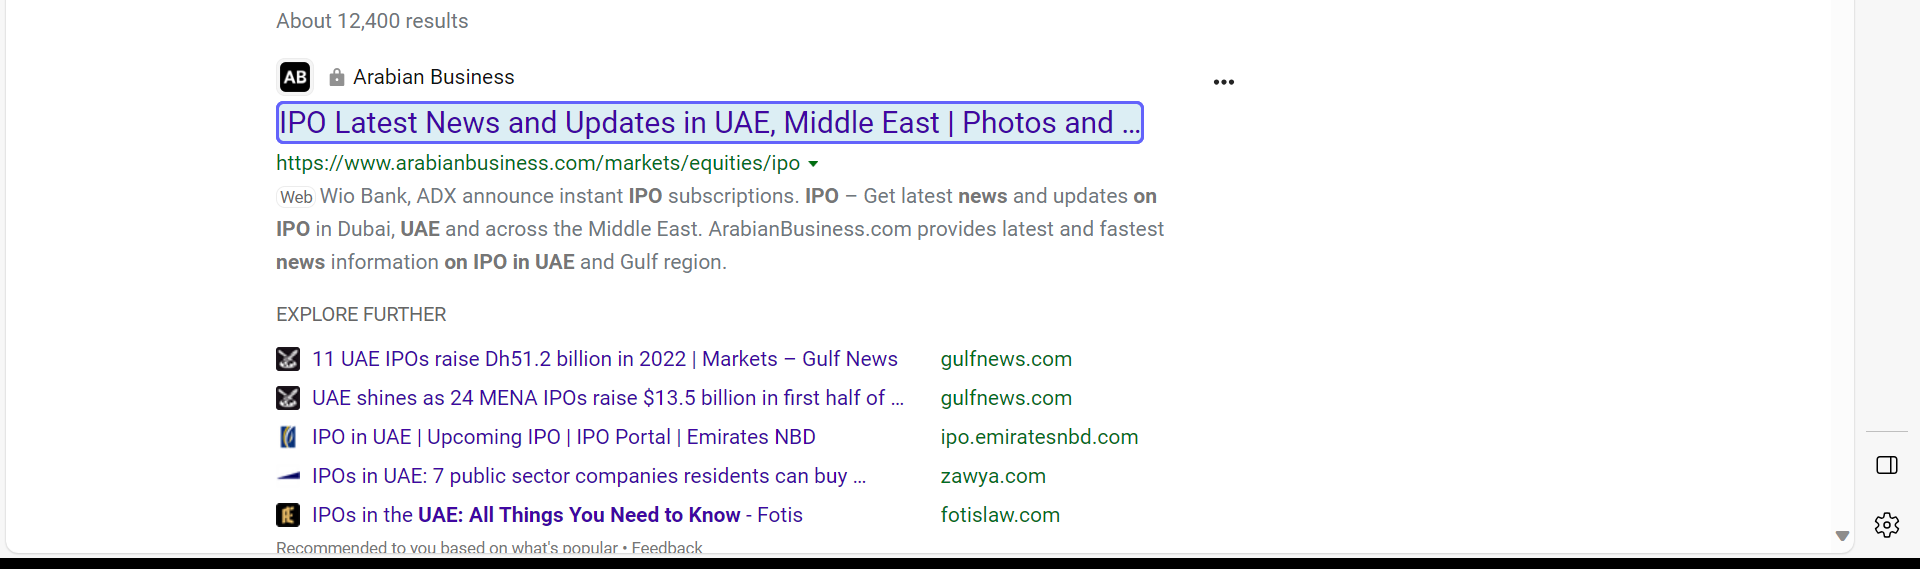 About 12,400 results
AB Arabian Business
IPO Latest News and Updates in UAE, Middle East | Photos and ...
https://www.arabianbusiness.com/markets/equities/ipo
Web Wio Bank, ADX announce instant IPO subscriptions. IPO – Get latest news and updates on
IPO in Dubai, UAE and across the Middle East. ArabianBusiness.com provides latest and fastest
news information on IPO in UAE and Gulf region.
EXPLORE FURTHER
11 UAE IPOs raise Dh51.2 billion in 2022 | Markets – Gulf News gulfnews.com
UAE shines as 24 MENA IPOs raise $13.5 billion in first half of ... gulfnews.com
IPO in UAE | Upcoming IPO | IPO Portal | Emirates NBD ipo.emiratesnbd.com
IPOs in UAE: 7 public sector companies residents can buy ... zawya.com
IPOs in the UAE: All Things You Need to Know - Fotis fotislaw.com
Recommended to you based on what's popular • Feedback